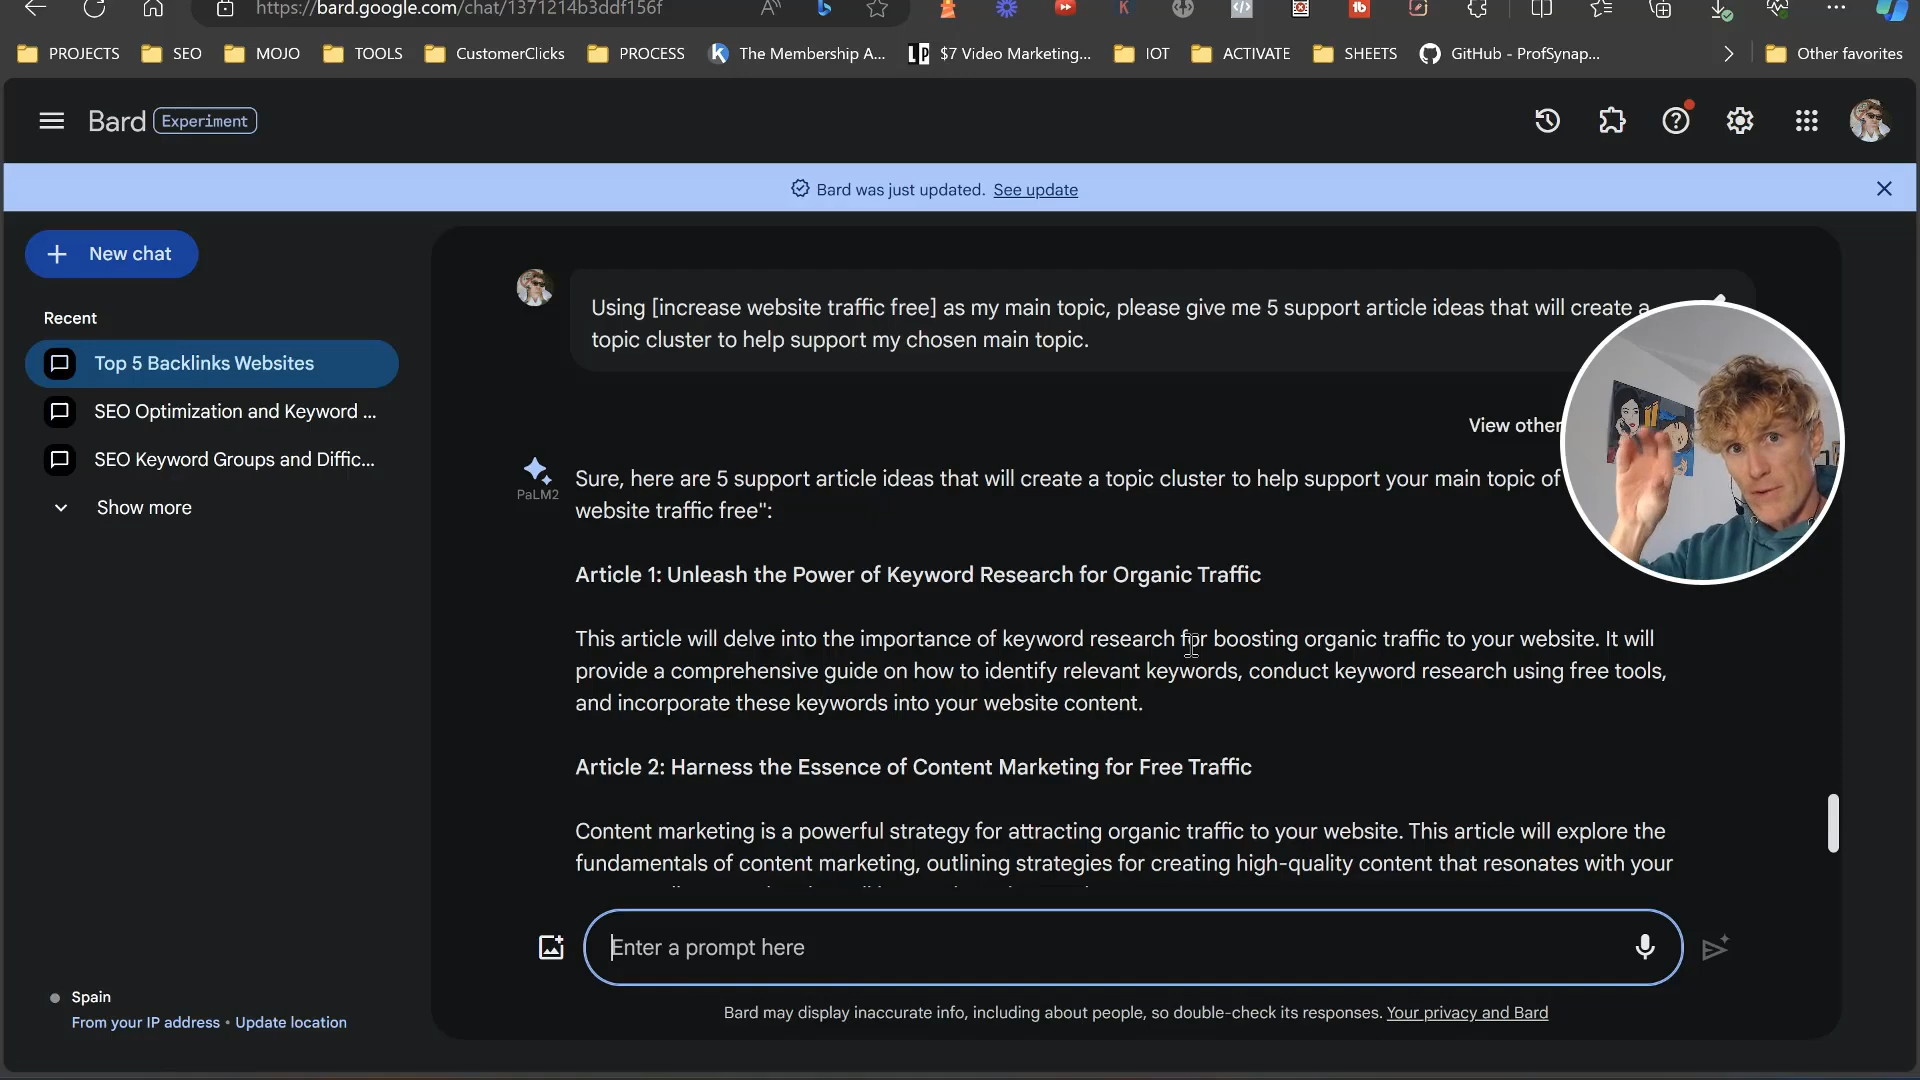 https://bard.google.com/chat/1371214b3ddf156f
PROJECTS SEO MOJO TOOLS CustomerClicks PROCESS The Membership A... $7 Video Marketing... IOT ACTIVATE SHEETS GitHub - ProfSynap... Other favorites
Bard Experiment
Bard was just updated. See update
New chat
Recent
Top 5 Backlinks Websites
SEO Optimization and Keyword ...
SEO Keyword Groups and Diffic...
Show more
Spain
From your IP address • Update location
Using [increase website traffic free] as my main topic, please give me 5 support article ideas that will create a
topic cluster to help support my chosen main topic.
View other
PaLM2
Sure, here are 5 support article ideas that will create a topic cluster to help support your main topic of
website traffic free":
Article 1: Unleash the Power of Keyword Research for Organic Traffic
This article will delve into the importance of keyword research for boosting organic traffic to your website. It will
provide a comprehensive guide on how to identify relevant keywords, conduct keyword research using free tools,
and incorporate these keywords into your website content.
Article 2: Harness the Essence of Content Marketing for Free Traffic
Content marketing is a powerful strategy for attracting organic traffic to your website. This article will explore the
fundamentals of content marketing, outlining strategies for creating high-quality content that resonates with your
Enter a prompt here
Bard may display inaccurate info, including about people, so double-check its responses. Your privacy and Bard